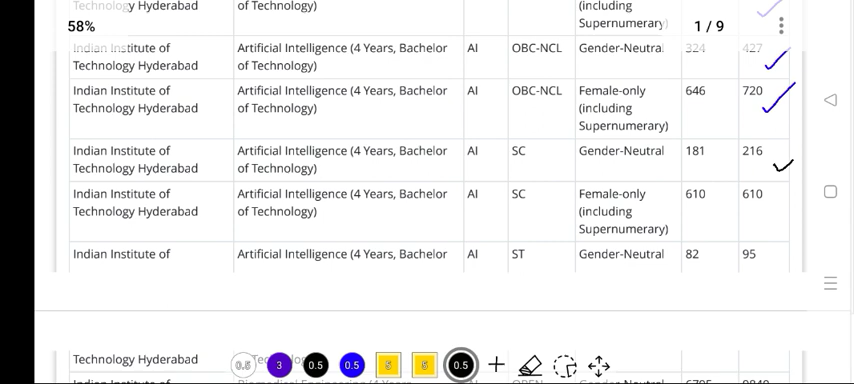 Technology Hyderabad of Technology) (including
Supernumerary)
58% 1 / 9
Indian Institute of Artificial Intelligence (4 Years, Bachelor AI OBC-NCL Gender-Neutral 324 427
Technology Hyderabad of Technology)
Indian Institute of Artificial Intelligence (4 Years, Bachelor AI OBC-NCL Female-only 646 720
Technology Hyderabad of Technology) (including
Supernumerary)
Indian Institute of Artificial Intelligence (4 Years, Bachelor AI SC Gender-Neutral 181 216
Technology Hyderabad of Technology)
Indian Institute of Artificial Intelligence (4 Years, Bachelor AI SC Female-only 610 610
Technology Hyderabad of Technology) (including
Supernumerary)
Indian Institute of Artificial Intelligence (4 Years, Bachelor AI ST Gender-Neutral 82 95
Technology Hyderabad
0.5 3 0.5 0.5 5 5 0.5